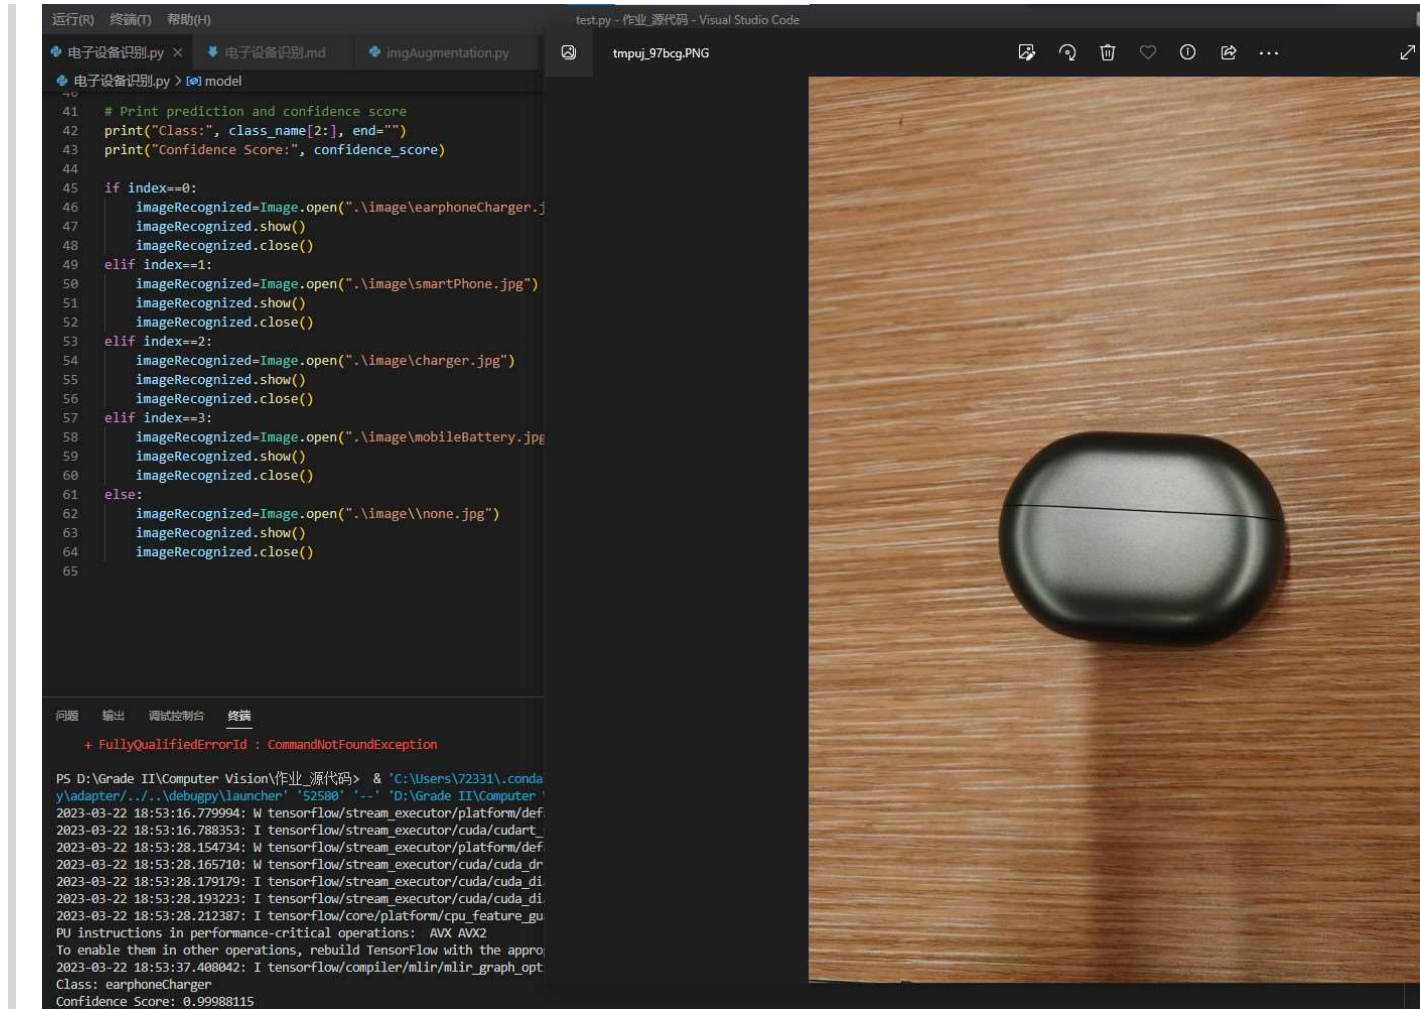 运行(R) 终端(T) 帮助(H)
test.py - 作业_源代码 - Visual Studio Code
电子设备识别.py × 电子设备识别.md imgAugmentation.py
tmpuj_97bcg.PNG
电子设备识别.py > model
40
41 # Print prediction and confidence score
42 print("Class:", class_name[2:], end="")
43 print("Confidence Score:", confidence_score)
44
45 if index==0:
46 imageRecognized=Image.open(".\image\earphoneCharger.j
47 imageRecognized.show()
48 imageRecognized.close()
49 elif index==1:
50 imageRecognized=Image.open(".\image\smartPhone.jpg")
51 imageRecognized.show()
52 imageRecognized.close()
53 elif index==2:
54 imageRecognized=Image.open(".\image\charger.jpg")
55 imageRecognized.show()
56 imageRecognized.close()
57 elif index==3:
58 imageRecognized=Image.open(".\image\mobileBattery.jpg
59 imageRecognized.show()
60 imageRecognized.close()
61 else:
62 imageRecognized=Image.open(".\image\\none.jpg")
63 imageRecognized.show()
64 imageRecognized.close()
65
问题 输出 调试控制台 终端
+ FullyQualifiedErrorId : CommandNotFoundException
PS D:\Grade II\Computer Vision\作业_源代码> & 'C:\Users\72331\.conda
y\adapter/../..\debugpy\launcher' '52580' '--' 'D:\Grade II\Computer
2023-03-22 18:53:16.779994: W tensorflow/stream_executor/platform/def
2023-03-22 18:53:16.788353: I tensorflow/stream_executor/cuda/cudart_
2023-03-22 18:53:28.154734: W tensorflow/stream_executor/platform/def
2023-03-22 18:53:28.165710: W tensorflow/stream_executor/cuda/cuda_dr
2023-03-22 18:53:28.179179: I tensorflow/stream_executor/cuda/cuda_di
2023-03-22 18:53:28.193223: I tensorflow/stream_executor/cuda/cuda_di
2023-03-22 18:53:28.212387: I tensorflow/core/platform/cpu_feature_gu
PU instructions in performance-critical operations: AVX AVX2
To enable them in other operations, rebuild TensorFlow with the appro
2023-03-22 18:53:37.408042: I tensorflow/compiler/mlir/mlir_graph_opt
Class: earphoneCharger
Confidence Score: 0.99988115